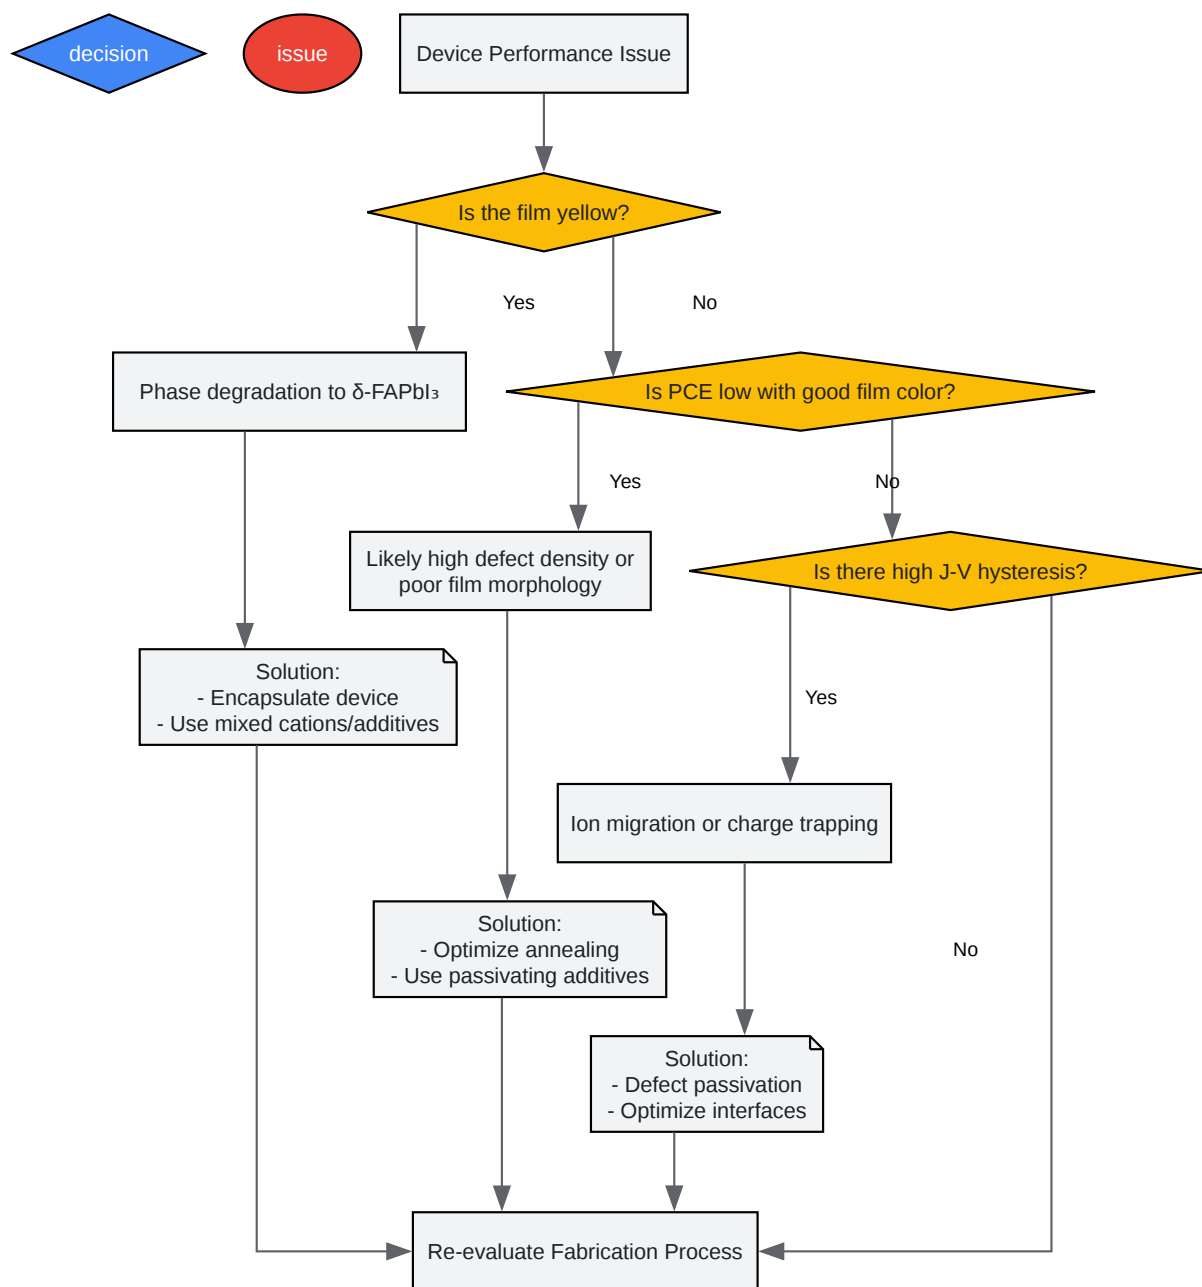 decision
issue
Device Performance Issue
Is the film yellow?
Yes
No
Phase degradation to δ-FAPbI₃
Is PCE low with good film color?
Yes
No
Likely high defect density or
poor film morphology
Is there high J-V hysteresis?
Solution:
- Encapsulate device
- Use mixed cations/additives
Yes
Ion migration or charge trapping
Solution:
- Optimize annealing
- Use passivating additives
No
Solution:
- Defect passivation
- Optimize interfaces
Re-evaluate Fabrication Process